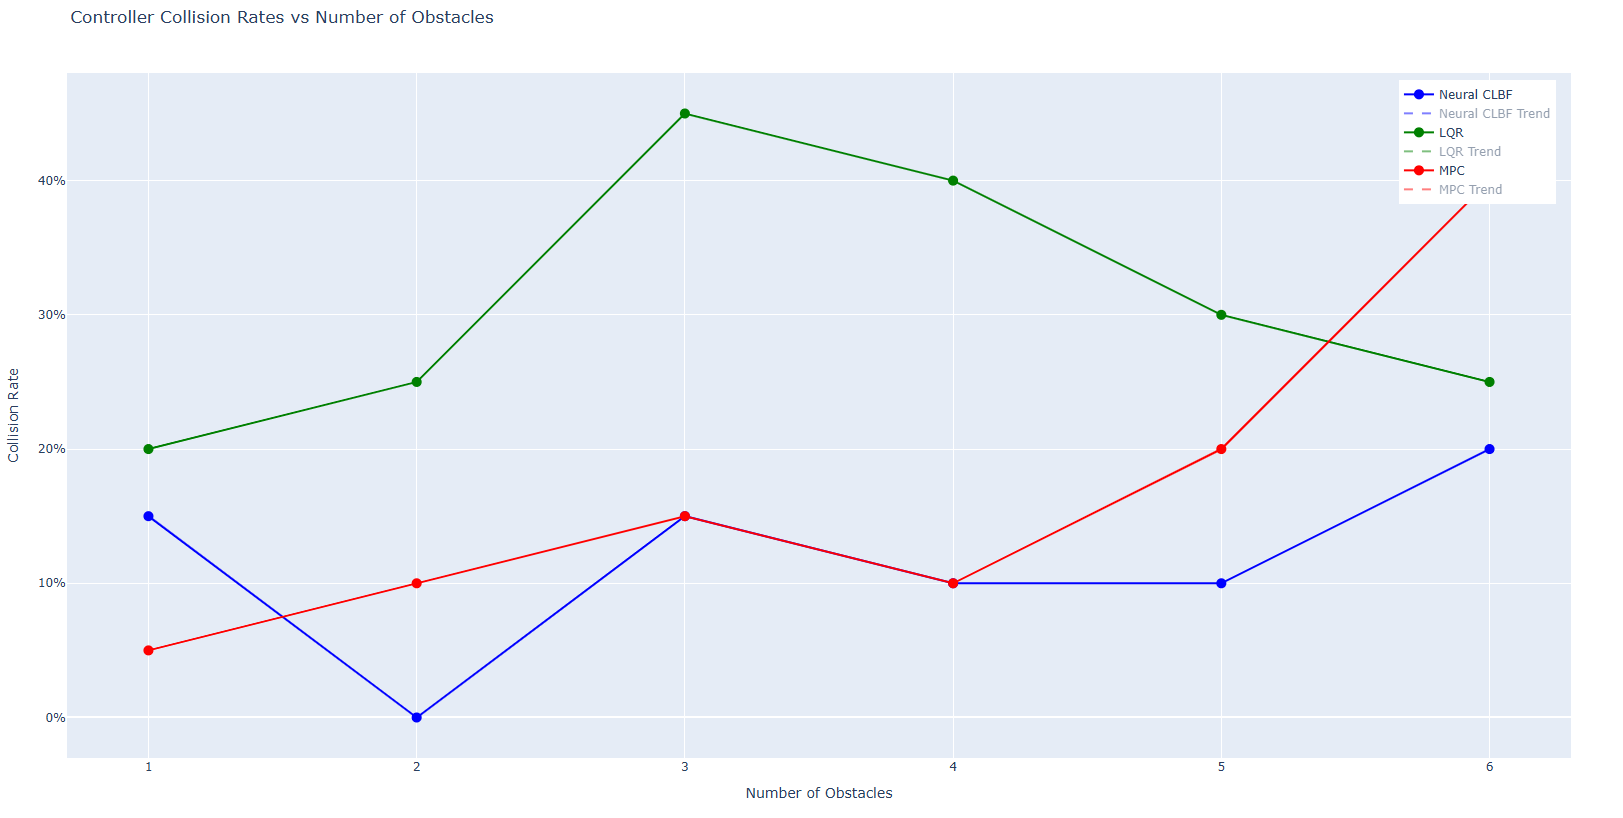 Controller Collision Rates vs Number of Obstacles
Neural CLBF
Neural CLBF Trend
LQR
LQR Trend
MPC
MPC Trend
40%
30%
20%
10%
0%
Collision Rate
1 2 3 4 5 6
Number of Obstacles